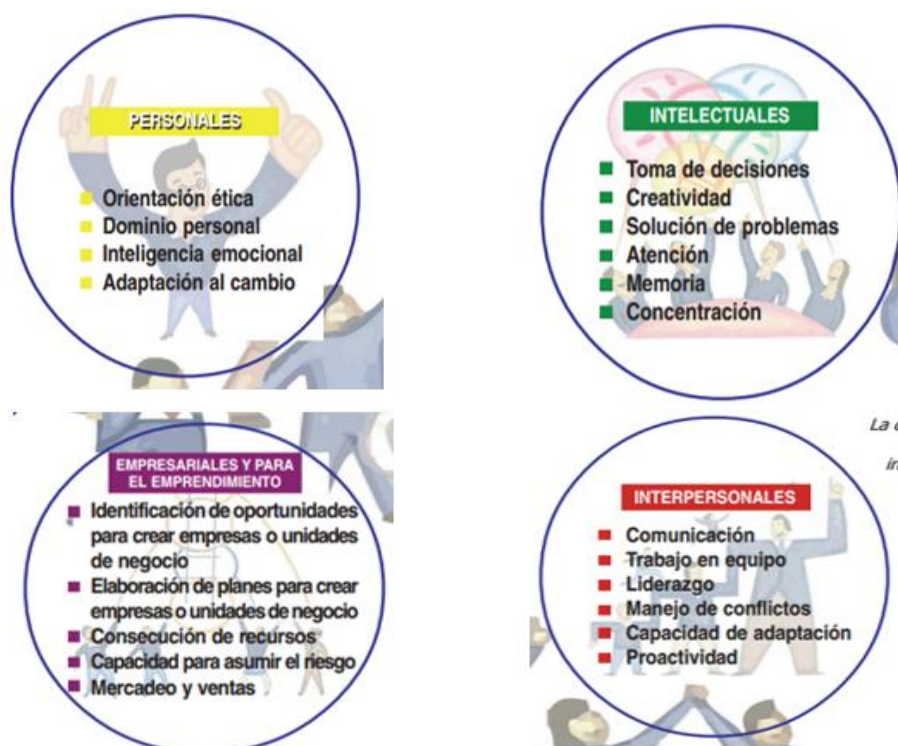 PERSONALES
Orientación ética
Dominio personal
Inteligencia emocional
Adaptación al cambio
INTELECTUALES
Toma de decisiones
Creatividad
Solución de problemas
Atención
Memoria
Concentración
EMPRESARIALES Y PARA
EL EMPRENDIMIENTO
Identificación de oportunidades
para crear empresas o unidades
de negocio
Elaboración de planes para crear
empresas o unidades de negocio
Consecución de recursos
Capacidad para asumir el riesgo
Mercadeo y ventas
La
INTERPERSONALES
Comunicación
Trabajo en equipo
Liderazgo
Manejo de conflictos
Capacidad de adaptación
Proactividad